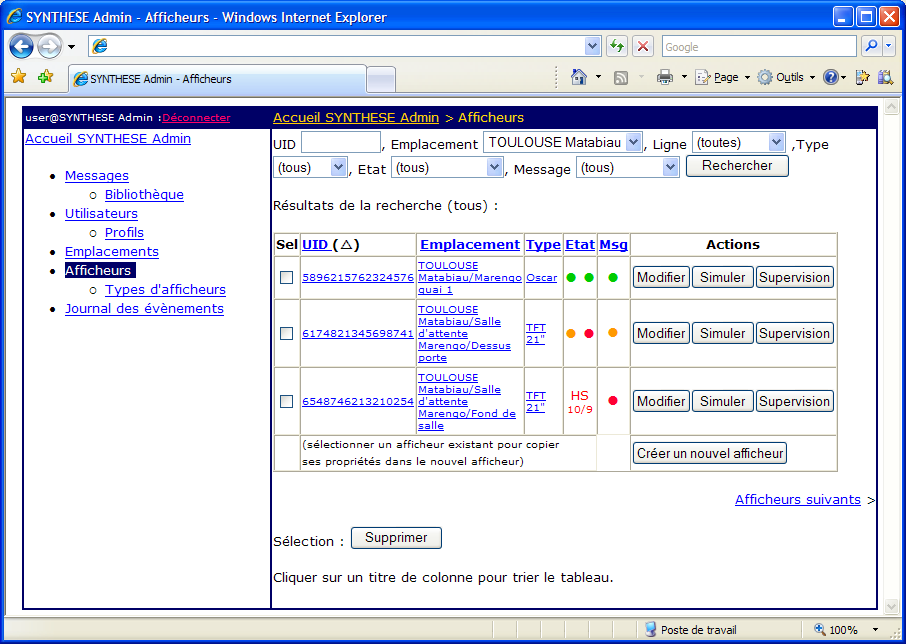 SYNTHESE Admin - Afficheurs - Windows Internet Explorer
Google
SYNTHESE Admin - Afficheurs
Page
Outils
user@SYNTHESE Admin :Déconnecter
Accueil SYNTHESE Admin > Afficheurs
Accueil SYNTHESE Admin
Messages
Bibliothèque
Utilisateurs
Profils
Emplacements
Afficheurs
Types d'afficheurs
Journal des évènements
UID , Emplacement TOULOUSE Matabiau , Ligne (toutes) ,Type
(tous) , Etat (tous) , Message (tous) Rechercher
Résultats de la recherche (tous) :
Sel UID (△) Emplacement Type Etat Msg Actions
5896215762324576 TOULOUSE Matabiau/Marengo quai 1 Oscar Modifier Simuler Supervision
6174821345698741 TOULOUSE Matabiau/Salle d'attente Marengo/Dessus porte TFT 21" Modifier Simuler Supervision
6548746213210254 TOULOUSE Matabiau/Salle d'attente Marengo/Fond de salle TFT 21" HS 10/9 Modifier Simuler Supervision
(sélectionner un afficheur existant pour copier
ses propriétés dans le nouvel afficheur) Créer un nouvel afficheur
Afficheurs suivants >
Sélection : Supprimer
Cliquer sur un titre de colonne pour trier le tableau.
Poste de travail
100%